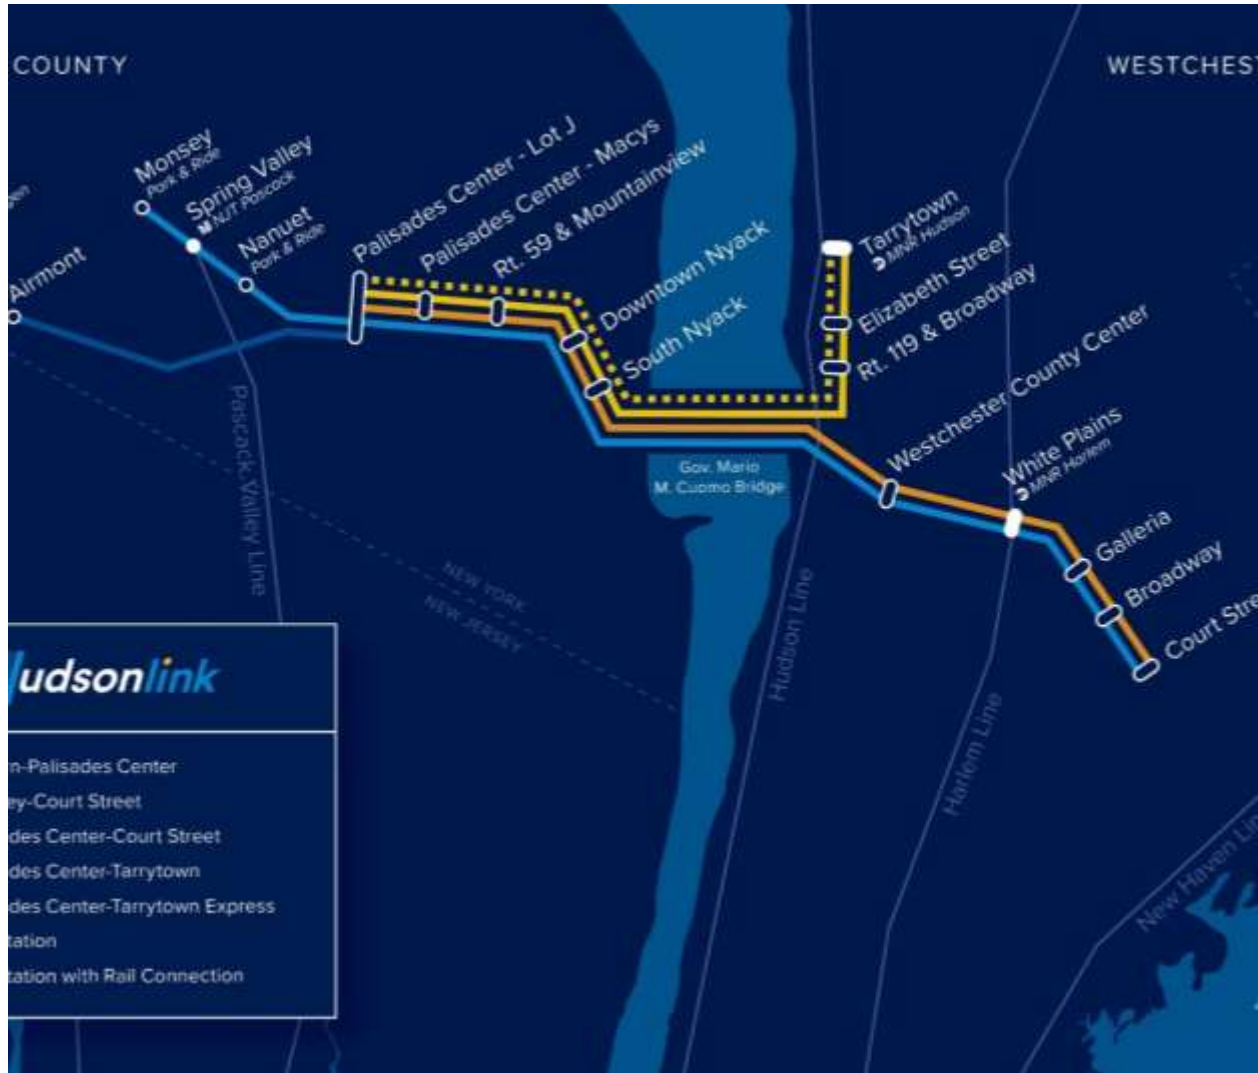 COUNTY
WESTCHEST
Monsey
Park & Ride
Spring Valley
NJT Pascack
Nanuet
Park & Ride
Airmont
Palisades Center - Lot J
Palisades Center - Macys
Rt. 59 & Mountainview
Downtown Nyack
South Nyack
Tarrytown
MNR Hudson
Elizabeth Street
Rt. 119 & Broadway
Westchester County Center
White Plains
MNR Harlem
Galleria
Broadway
Court Stre
Gov. Mario
M. Cuomo Bridge
Pascack Valley Line
NEW YORK
NEW JERSEY
Hudson Line
Harlem Line
New Haven Lin
udsonlink
n-Palisades Center
ey-Court Street
des Center-Court Street
des Center-Tarrytown
des Center-Tarrytown Express
tation
tation with Rail Connection